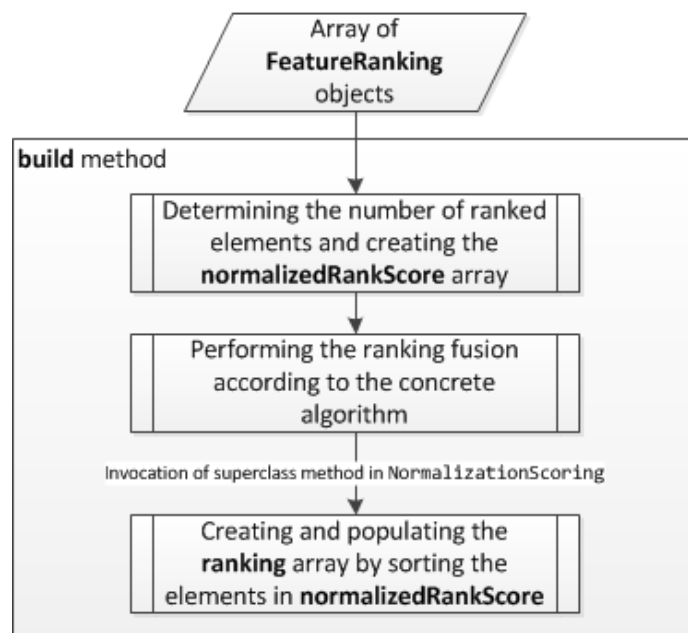 Array of
FeatureRanking
objects
build method
Determining the number of ranked
elements and creating the
normalizedRankScore array
Performing the ranking fusion
according to the concrete
algorithm
Invocation of superclass method in NormalizationScoring
Creating and populating the
ranking array by sorting the
elements in normalizedRankScore